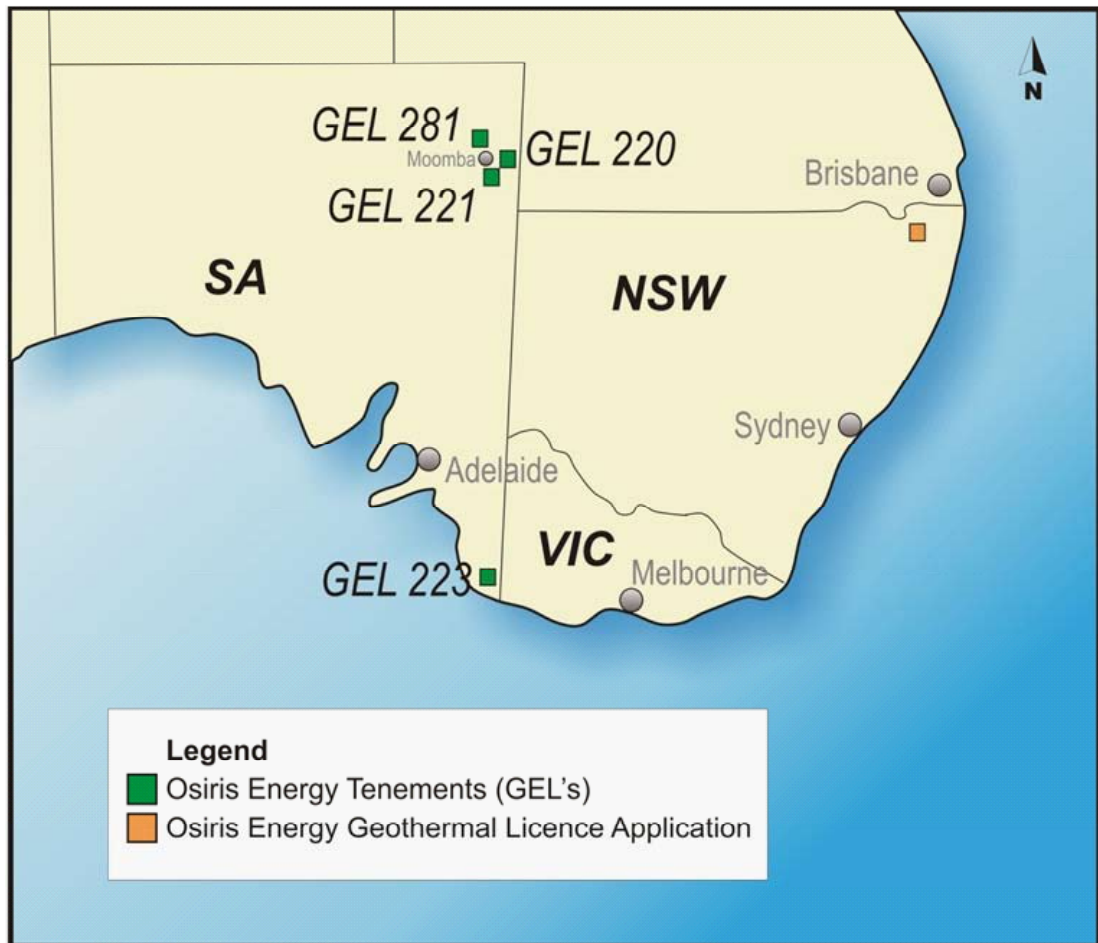 N
GEL 281
Moomba
GEL 220
GEL 221
Brisbane
SA
NSW
Sydney
Adelaide
VIC
GEL 223
Melbourne
Legend
Osiris Energy Tenements (GEL's)
Osiris Energy Geothermal Licence Application